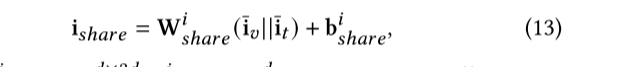 i_share = W^i_share(ī_v||ī_t) + b^i_share, (13)